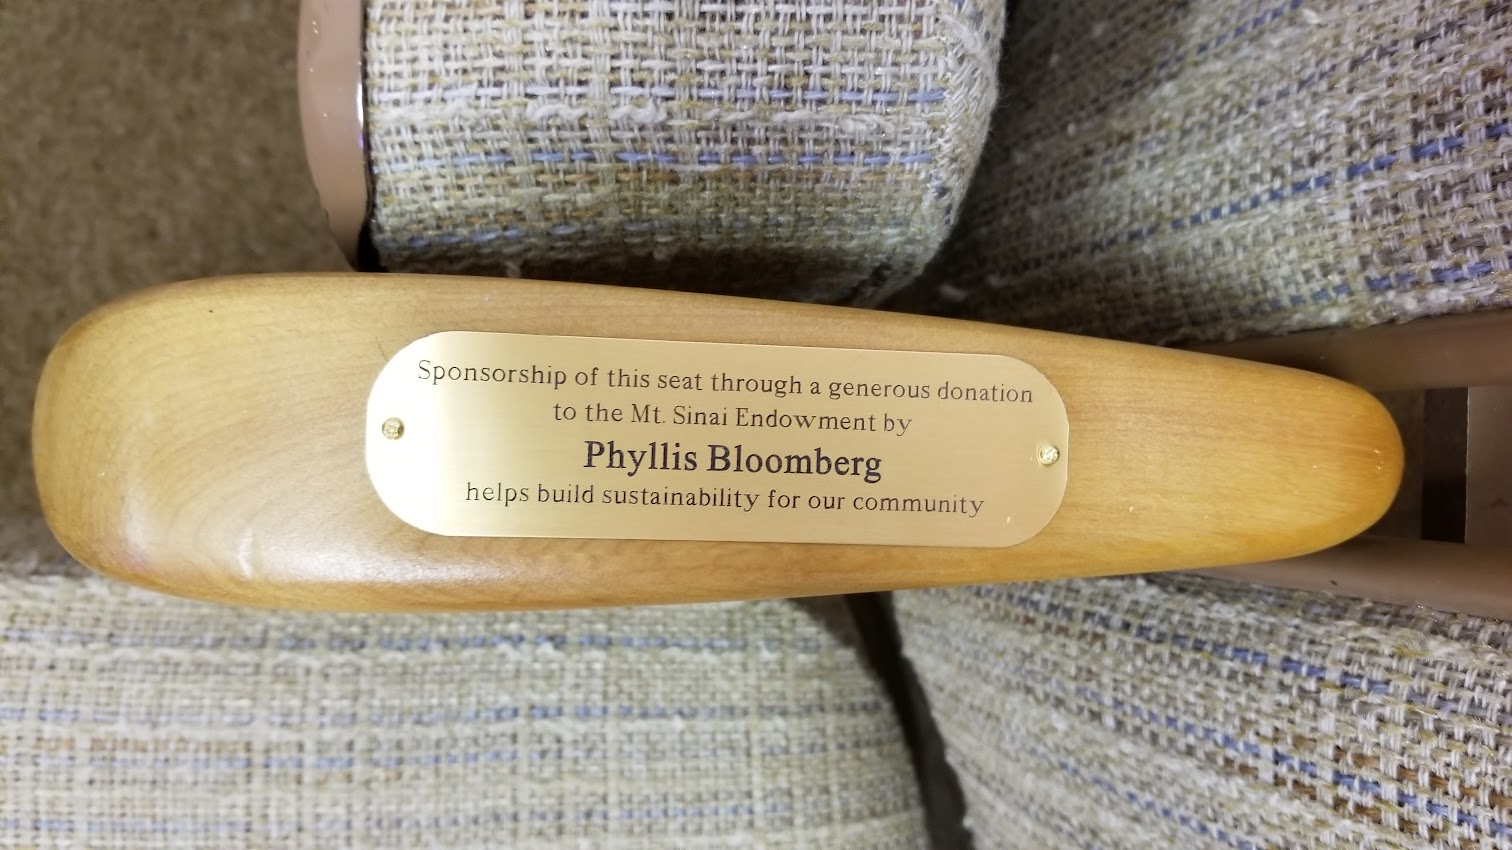 Sponsorship of this seat through a generous donation
to the Mt. Sinai Endowment by
Phyllis Bloomberg
helps build sustainability for our community